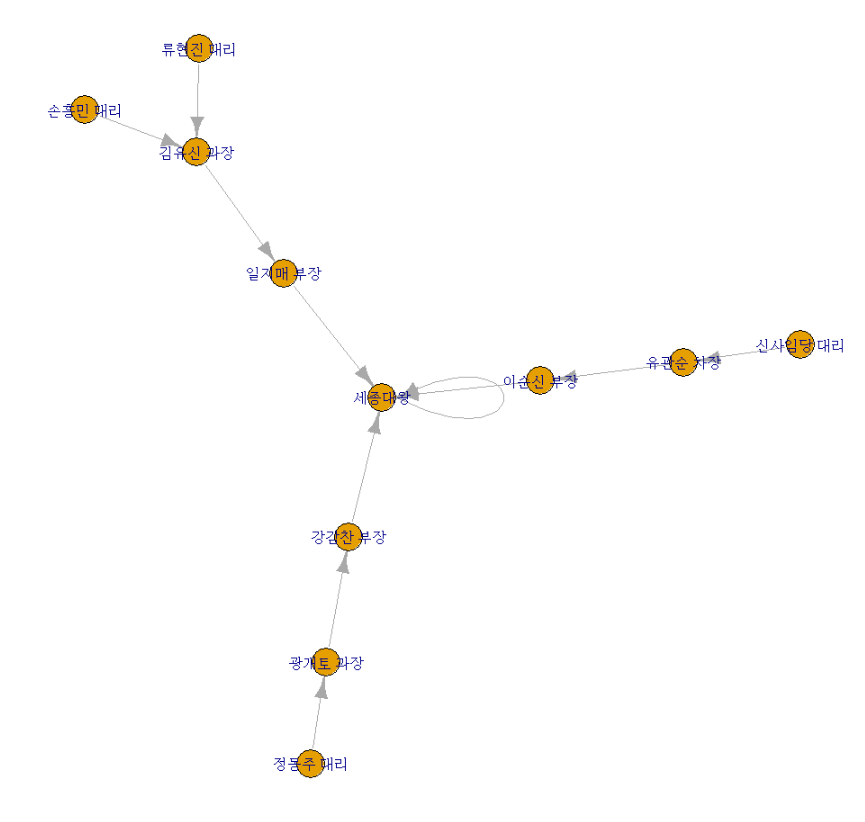 류현진 대리
손흥민 대리
김유신 과장
일지매 부장
신사임당 대리
유관순 차장
이순신 부장
세종대왕
강감찬 부장
광개토 과장
정몽주 대리